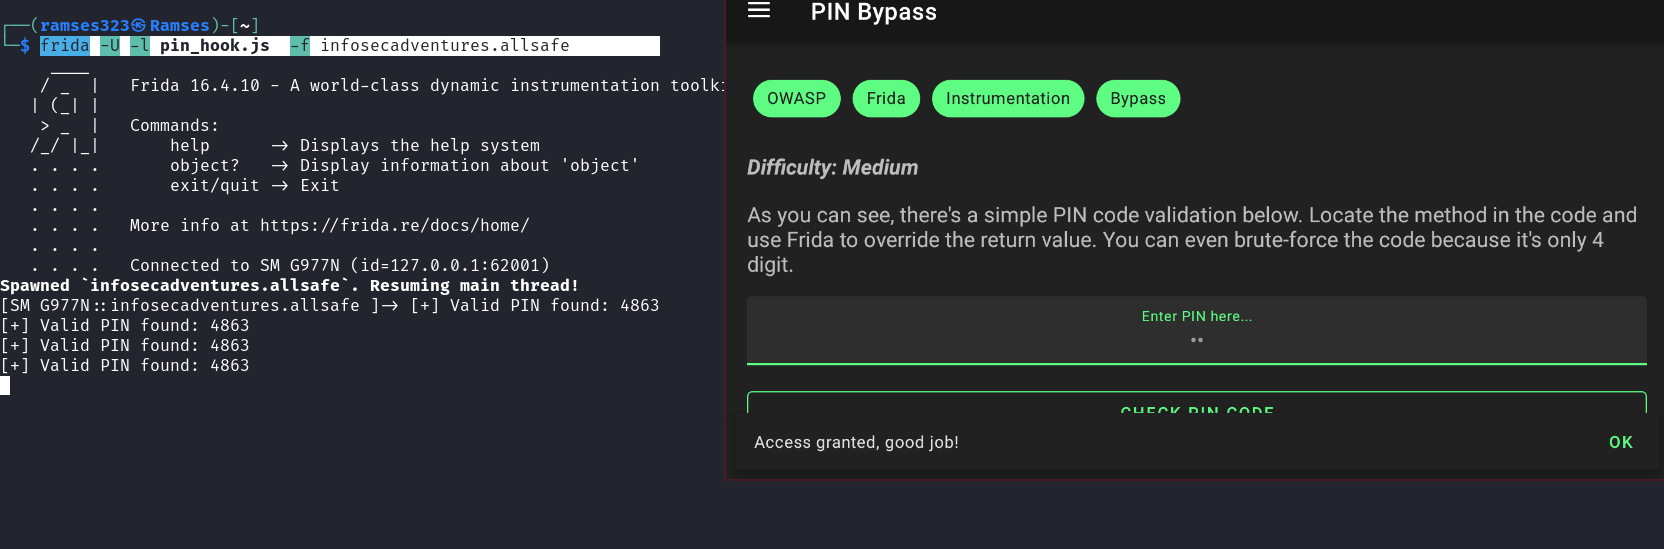 ┌──(ramses323㉿Ramses)-[~]
└─$ frida -U -l pin_hook.js  -f infosecadventures.allsafe
     ____
    / _  |   Frida 16.4.10 - A world-class dynamic instrumentation
   | (_| |
    > _  |   Commands:
   /_/ |_|       help      -> Displays the help system
   . . . .       object?   -> Display information about 'object'
   . . . .       exit/quit -> Exit
   . . . .
   . . . .   More info at https://frida.re/docs/home/
   . . . .
   . . . .   Connected to SM G977N (id=127.0.0.1:62001)
Spawned `infosecadventures.allsafe`. Resuming main thread!
[SM G977N::infosecadventures.allsafe ]-> [+] Valid PIN found: 4863
[+] Valid PIN found: 4863
[+] Valid PIN found: 4863
[+] Valid PIN found: 4863
PIN Bypass
OWASP Frida Instrumentation Bypass
Difficulty: Medium
As you can see, there's a simple PIN code validation below. Locate the method in the code and
use Frida to override the return value. You can even brute-force the code because it's only 4
digit.
Enter PIN here...
••
CHECK PIN CODE
Access granted, good job!
OK